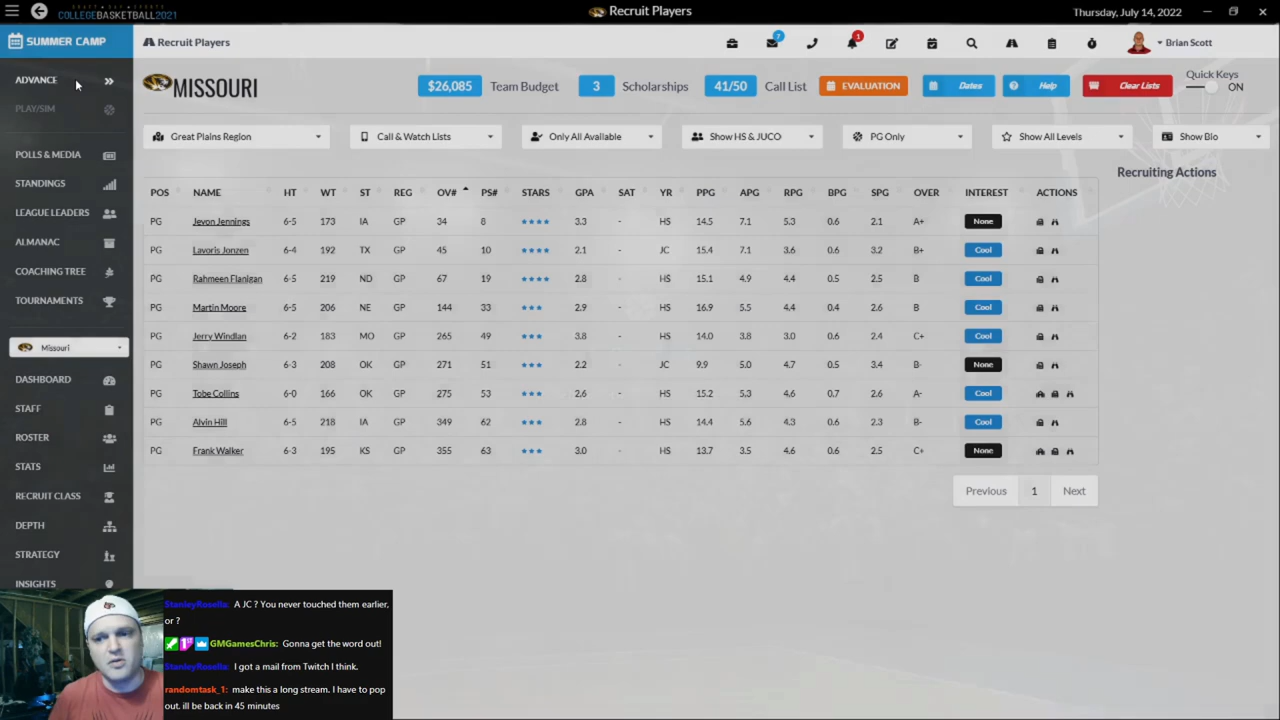 DRAFT DAY SPORTS
COLLEGEBASKETBALL2021
Recruit Players
Thursday, July 14, 2022
SUMMER CAMP
Recruit Players
7
1
Brian Scott
ADVANCE
PLAY/SIM
POLLS & MEDIA
STANDINGS
LEAGUE LEADERS
ALMANAC
COACHING TREE
TOURNAMENTS
Missouri
DASHBOARD
STAFF
ROSTER
STATS
RECRUIT CLASS
DEPTH
STRATEGY
INSIGHTS
MISSOURI
$26,085 Team Budget 3 Scholarships 41/50 Call List EVALUATION Dates Help Clear Lists Quick Keys ON
Great Plains Region Call & Watch Lists Only All Available Show HS & JUCO PG Only Show All Levels Show Bio
Recruiting Actions
POS NAME HT WT ST REG OV# PS# STARS GPA SAT YR PPG APG RPG BPG SPG OVER INTEREST ACTIONS
PG Jevon Jennings 6-5 173 IA GP 34 8 ★★★★ 3.3 - HS 14.5 7.1 5.3 0.6 2.1 A+ None
PG Lavoris Jonzen 6-4 192 TX GP 45 10 ★★★★ 2.1 - JC 15.4 7.1 3.6 0.6 3.2 B+ Cool
PG Rahmeen Flanigan 6-5 219 ND GP 67 19 ★★★★ 2.8 - HS 15.1 4.9 4.4 0.5 2.5 B Cool
PG Martin Moore 6-5 206 NE GP 144 33 ★★★ 2.9 - HS 16.9 5.5 4.4 0.4 2.6 B Cool
PG Jerry Windlan 6-2 183 MO GP 265 49 ★★★ 3.8 - HS 14.0 3.8 3.0 0.6 2.4 C+ Cool
PG Shawn Joseph 6-3 208 OK GP 271 51 ★★★ 2.2 - JC 9.9 5.0 4.7 0.5 3.4 B- None
PG Tobe Collins 6-0 166 OK GP 275 53 ★★★ 2.6 - HS 15.2 5.3 4.6 0.7 2.6 A- Cool
PG Alvin Hill 6-5 218 IA GP 349 62 ★★★ 2.8 - HS 14.4 5.6 4.3 0.6 2.3 B- Cool
PG Frank Walker 6-3 195 KS GP 355 63 ★★★ 3.0 - HS 13.7 3.5 4.6 0.6 2.5 C+ None
Previous 1 Next
StanleyRosella: A JC ? You never touched them earlier,
or ?
GMGamesChris: Gonna get the word out!
StanleyRosella: I got a mail from Twitch I think.
randomtask_1: make this a long stream. I have to pop
out. ill be back in 45 minutes